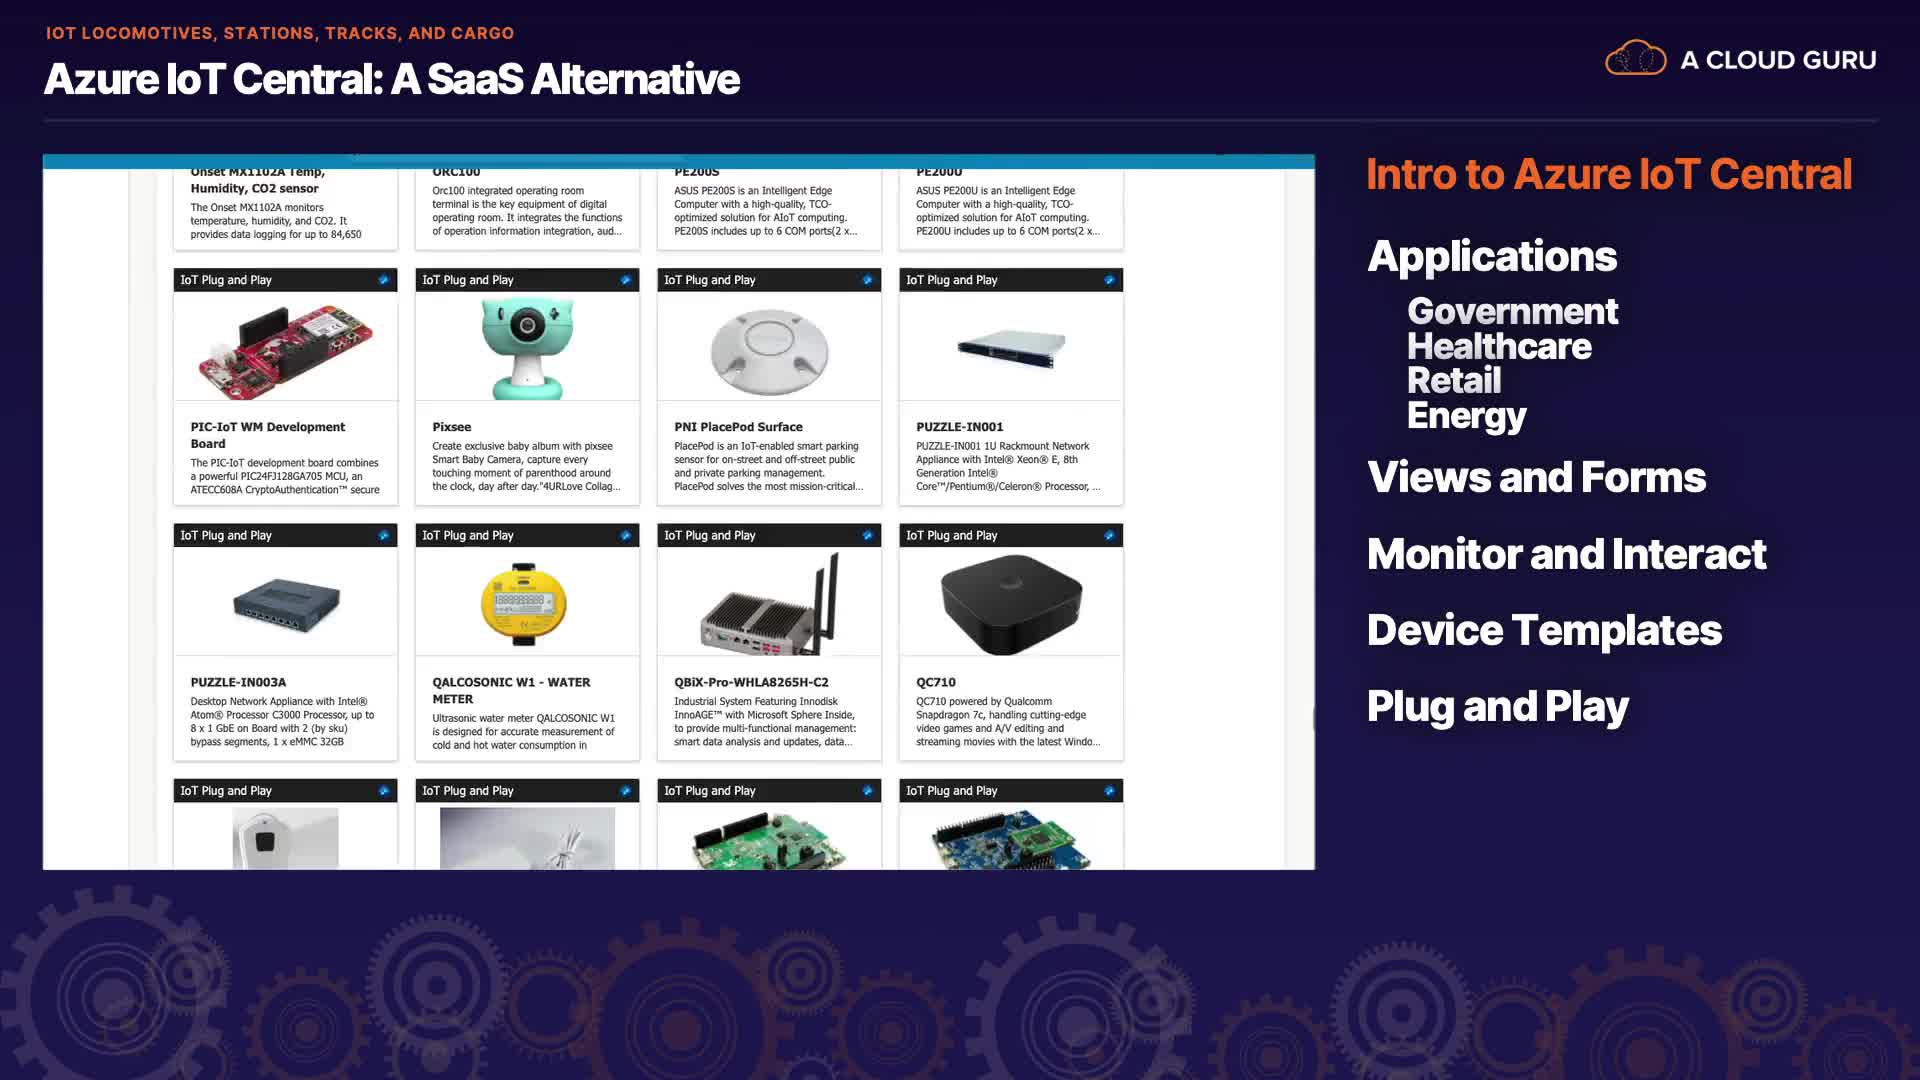 IOT LOCOMOTIVES, STATIONS, TRACKS, AND CARGO
Azure IoT Central: A SaaS Alternative
A CLOUD GURU
Onset MX1102A Temp,
Humidity, CO2 sensor
The Onset MX1102A monitors
temperature, humidity, and CO2. It
provides data logging for up to 84,650
ORC100
Orc100 integrated operating room
terminal is the key equipment of digital
operating room. It integrates the functions
of operation information integration, aud...
PE200S
ASUS PE200S is an Intelligent Edge
Computer with a high-quality, TCO-
optimized solution for AIoT computing.
PE200S includes up to 6 COM ports(2 x...
PE200U
ASUS PE200U is an Intelligent Edge
Computer with a high-quality, TCO-
optimized solution for AIoT computing.
PE200U includes up to 6 COM ports(2 x...
IoT Plug and Play
PIC-IoT WM Development
Board
The PIC-IoT development board combines
a powerful PIC24FJ128GA705 MCU, an
ATECC608A CryptoAuthentication™ secure
IoT Plug and Play
Pixsee
Create exclusive baby album with pixsee
Smart Baby Camera, capture every
touching moment of parenthood around
the clock, day after day."4URLove Collag...
IoT Plug and Play
PNI PlacePod Surface
PlacePod is an IoT-enabled smart parking
sensor for on-street and off-street public
and private parking management.
PlacePod solves the most mission-critical...
IoT Plug and Play
PUZZLE-IN001
PUZZLE-IN001 1U Rackmount Network
Appliance with Intel® Xeon® E, 8th
Generation Intel®
Core™/Pentium®/Celeron® Processor, ...
IoT Plug and Play
PUZZLE-IN003A
Desktop Network Appliance with Intel®
Atom® Processor C3000 Processor, up to
8 x 1 GbE on Board with 2 (by sku)
bypass segments, 1 x eMMC 32GB
IoT Plug and Play
QALCOSONIC W1 - WATER
METER
Ultrasonic water meter QALCOSONIC W1
is designed for accurate measurement of
cold and hot water consumption in
IoT Plug and Play
QBiX-Pro-WHLA8265H-C2
Industrial System Featuring Innodisk
InnoAGE™ with Microsoft Sphere Inside,
to provide multi-functional management:
smart data analysis and updates, data...
IoT Plug and Play
QC710
QC710 powered by Qualcomm
Snapdragon 7c, handling cutting-edge
video games and A/V editing and
streaming movies with the latest Windo...
IoT Plug and Play
IoT Plug and Play
IoT Plug and Play
IoT Plug and Play
Intro to Azure IoT Central
Applications
Government
Healthcare
Retail
Energy
Views and Forms
Monitor and Interact
Device Templates
Plug and Play